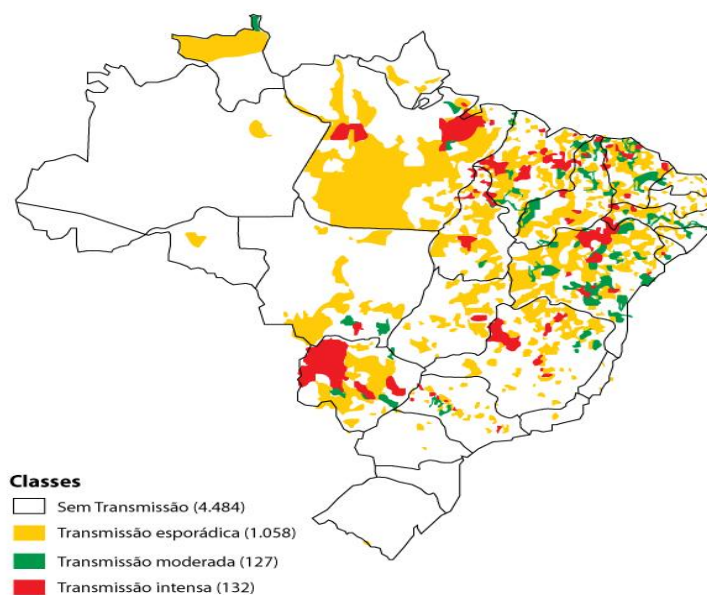 Classes
Sem Transmissão (4.484)
Transmissão esporádica (1.058)
Transmissão moderada (127)
Transmissão intensa (132)